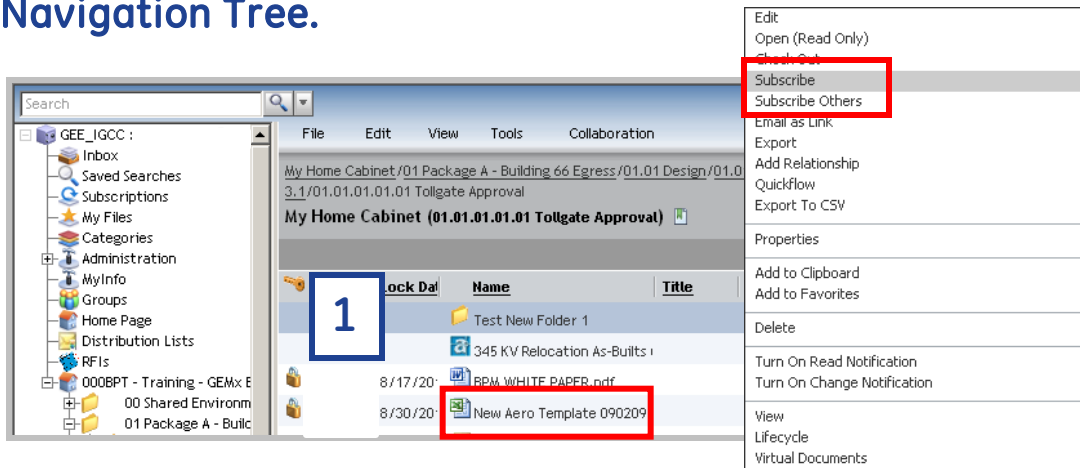 Navigation Tree.
Search
GEE_IGCC :
Inbox
Saved Searches
Subscriptions
My Files
Categories
Administration
MyInfo
Groups
Home Page
Distribution Lists
RFIs
000BPT - Training - GEMx E
00 Shared Environm
01 Package A - Builc
File Edit View Tools Collaboration
My Home Cabinet/01 Package A - Building 66 Egress/01.01 Design/01.0
3.1/01.01.01.01.01 Tollgate Approval
My Home Cabinet (01.01.01.01.01 Tollgate Approval)
1
Lock Dat Name Title
Test New Folder 1
345 KV Relocation As-Builts
8/17/20 BPM WHITE PAPER.pdf
8/30/20 New Aero Template 090209
Edit
Open (Read Only)
Check Out
Subscribe
Subscribe Others
Email as Link
Export
Add Relationship
Quickflow
Export To CSV
Properties
Add to Clipboard
Add to Favorites
Delete
Turn On Read Notification
Turn On Change Notification
View
Lifecycle
Virtual Documents